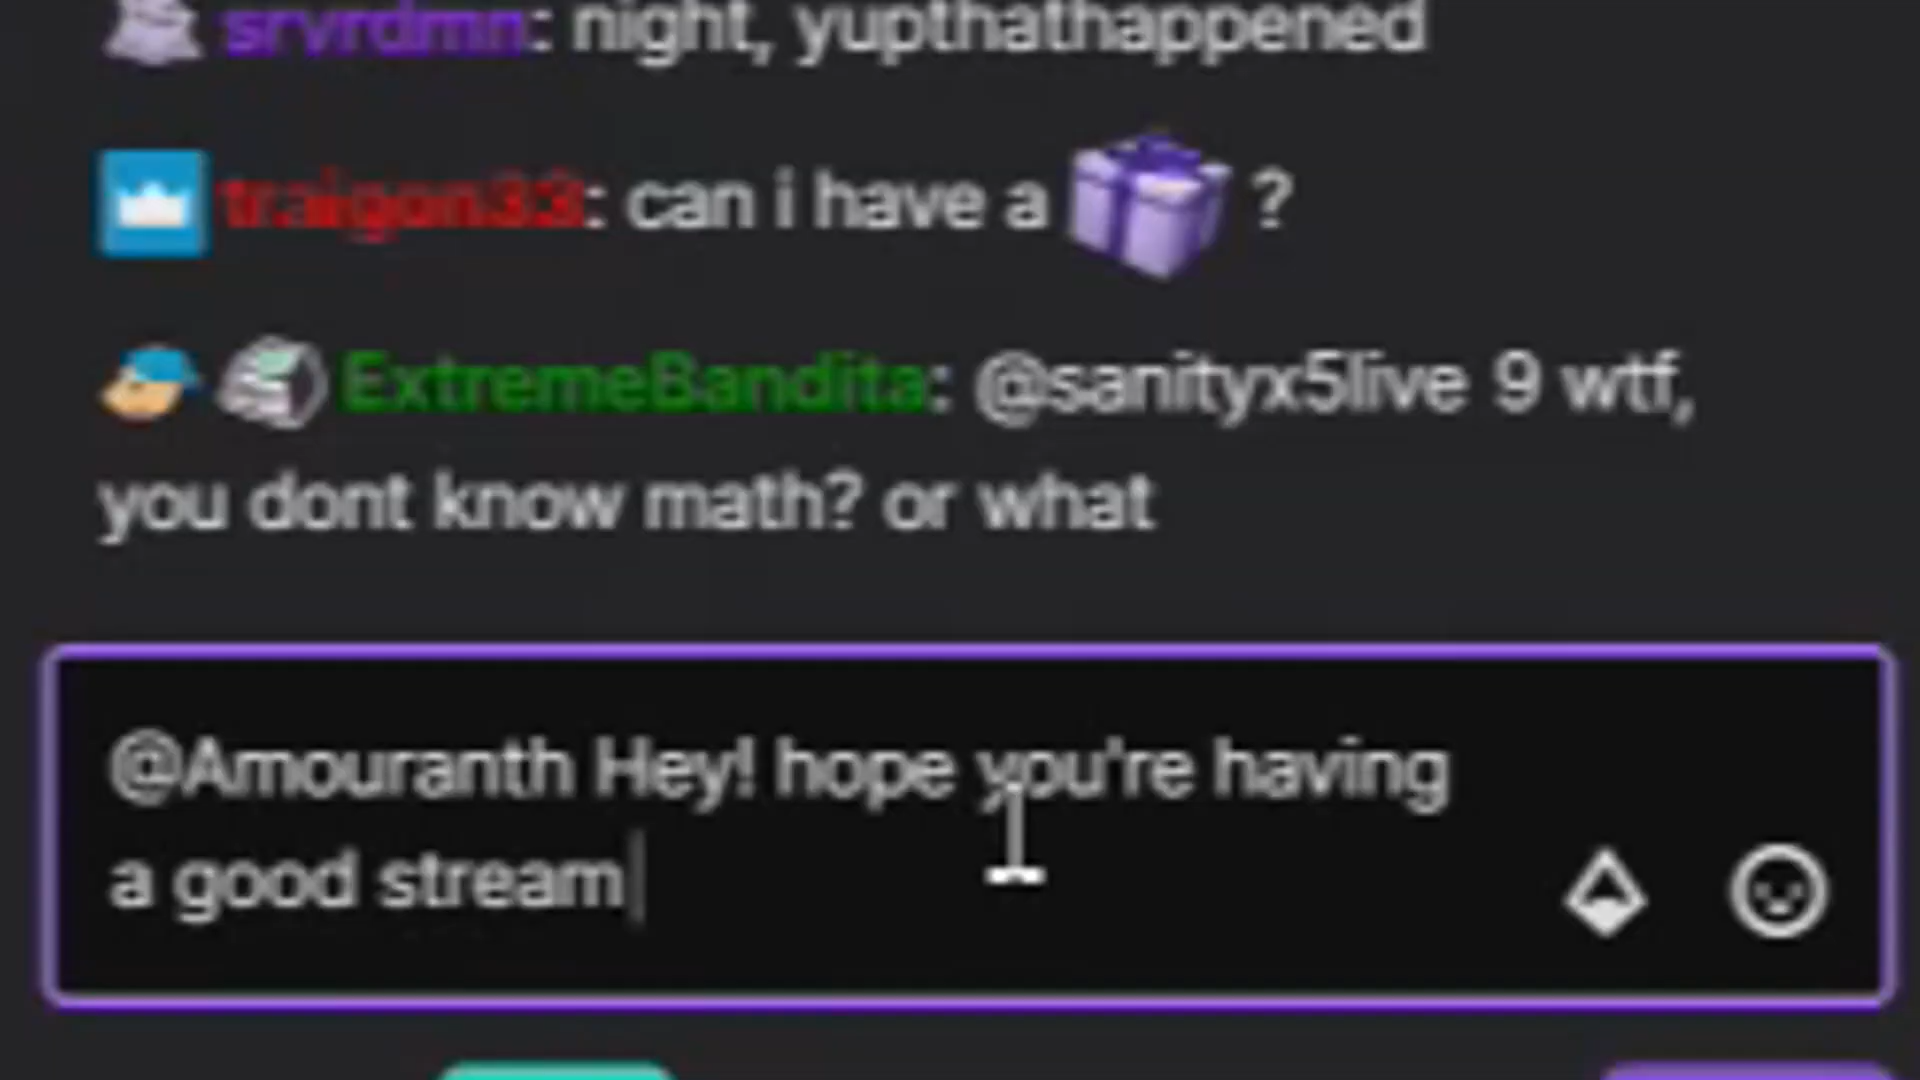 srvrdmn: night, yupthathappened
traigon33: can i have a ?
ExtremeBandita: @sanityx5live 9 wtf,
you dont know math? or what
@Amouranth Hey! hope you're having
a good stream